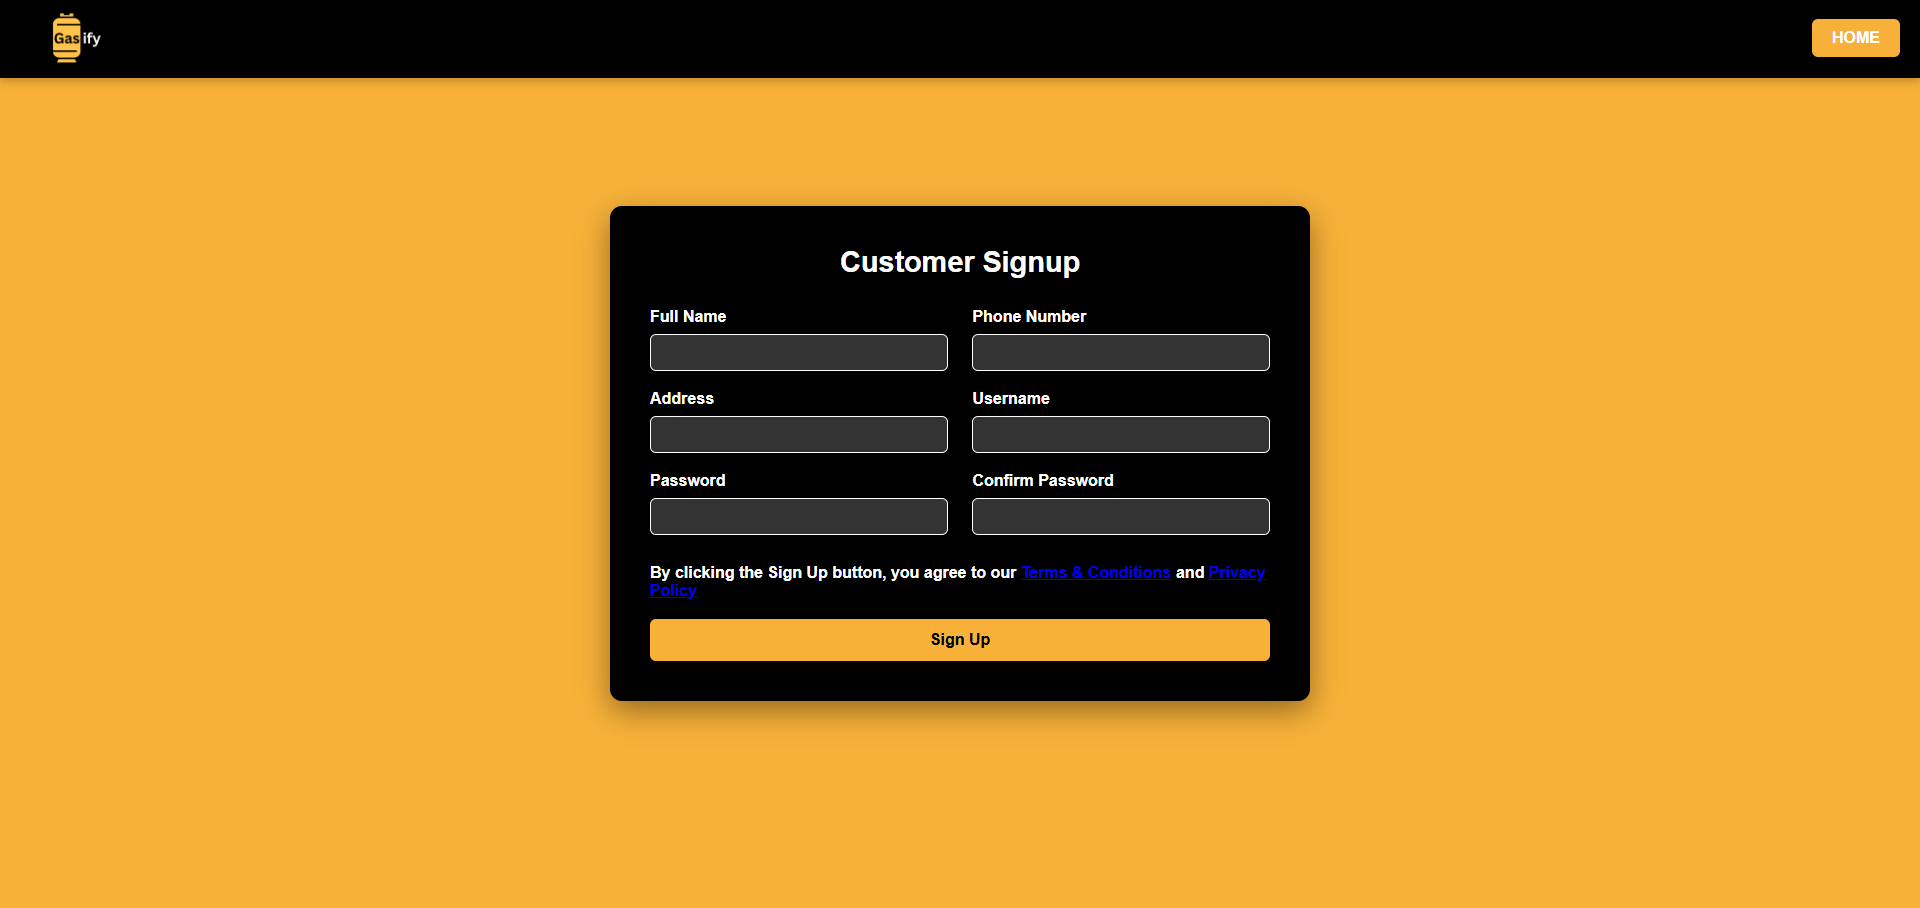 Gasify
HOME
Customer Signup
Full Name
Phone Number
Address
Username
Password
Confirm Password
By clicking the Sign Up button, you agree to our Terms & Conditions and Privacy
Policy
Sign Up